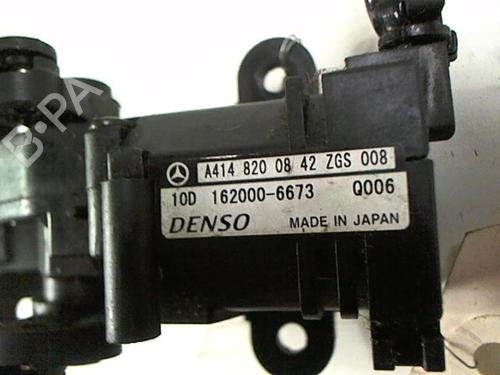 A414 820 08 42 ZGS 008
10D 162000-6673 Q006
DENSO MADE IN JAPAN
B-PA